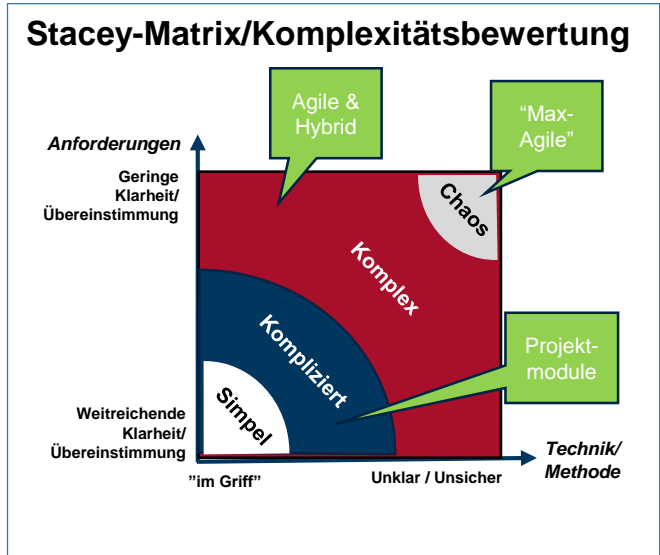 Stacey-Matrix/Komplexitätsbewertung
Agile &
Hybrid
“Max-
Agile”
Anforderungen
Geringe
Klarheit/
Übereinstimmung
Chaos
Komplex
Kompliziert
Projekt-
module
Simpel
Weitreichende
Klarheit/
Übereinstimmung
”im Griff”
Unklar / Unsicher
Technik/
Methode